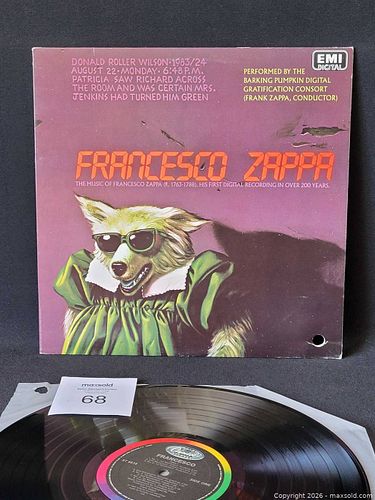 DONALD ROLLER WILSON·1983/24
AUGUST 22·MONDAY·6:48 P.M.
PATRICIA SAW RICHARD ACROSS
THE ROOM AND WAS CERTAIN MRS.
JENKINS HAD TURNED HIM GREEN
EMI
DIGITAL
PERFORMED BY THE
BARKING PUMPKIN DIGITAL
GRATIFICATION CONSORT
(FRANK ZAPPA, CONDUCTOR)
FRANCESCO ZAPPA
THE MUSIC OF FRANCESCO ZAPPA (fl. 1763-1788), HIS FIRST DIGITAL RECORDING IN OVER 200 YEARS.
maxsold
68
FRANCESCO
SIDE ONE
Copyright 2026 - maxsold.com